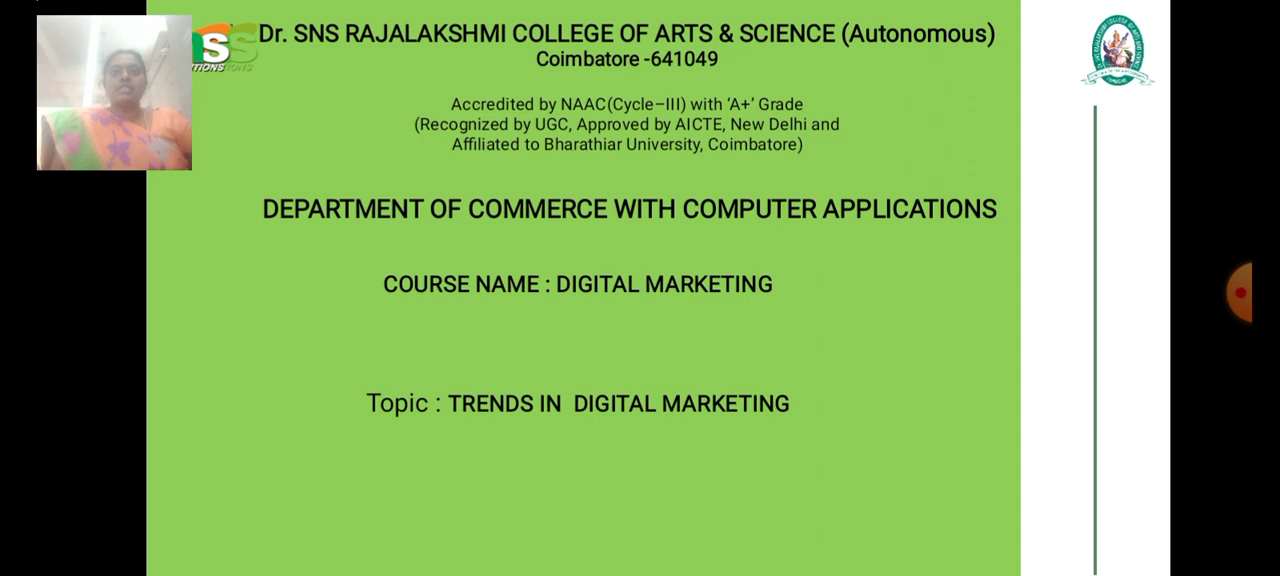 Dr. SNS RAJALAKSHMI COLLEGE OF ARTS & SCIENCE (Autonomous)
Coimbatore -641049
Accredited by NAAC(Cycle–III) with ‘A+’ Grade
(Recognized by UGC, Approved by AICTE, New Delhi and
Affiliated to Bharathiar University, Coimbatore)
DEPARTMENT OF COMMERCE WITH COMPUTER APPLICATIONS
COURSE NAME : DIGITAL MARKETING
Topic : TRENDS IN  DIGITAL MARKETING